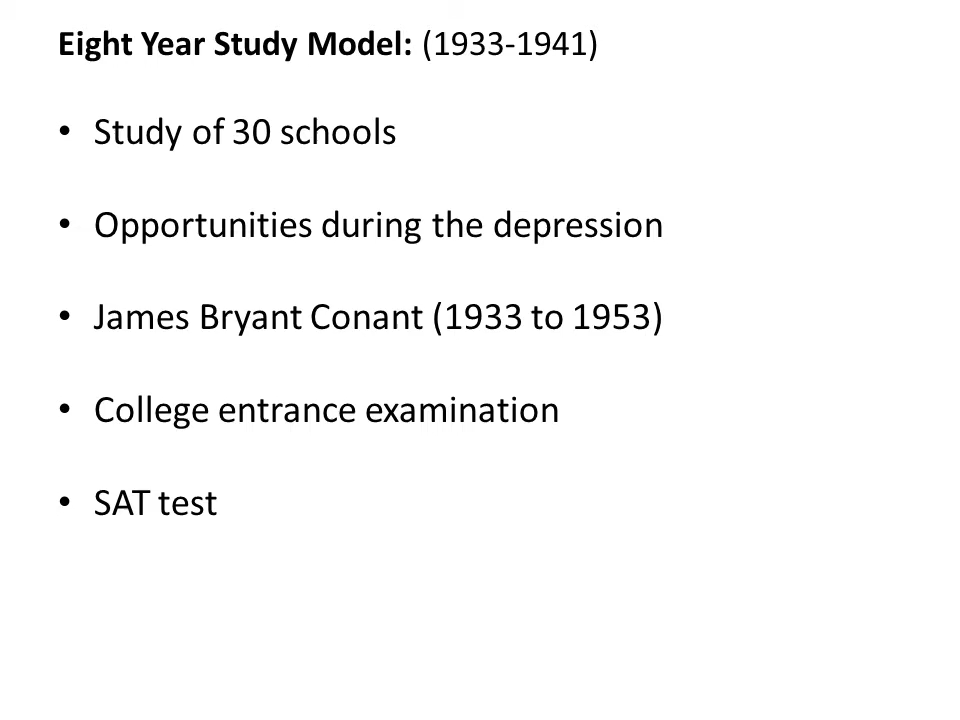 Eight Year Study Model: (1933-1941)
• Study of 30 schools
• Opportunities during the depression
• James Bryant Conant (1933 to 1953)
• College entrance examination
• SAT test